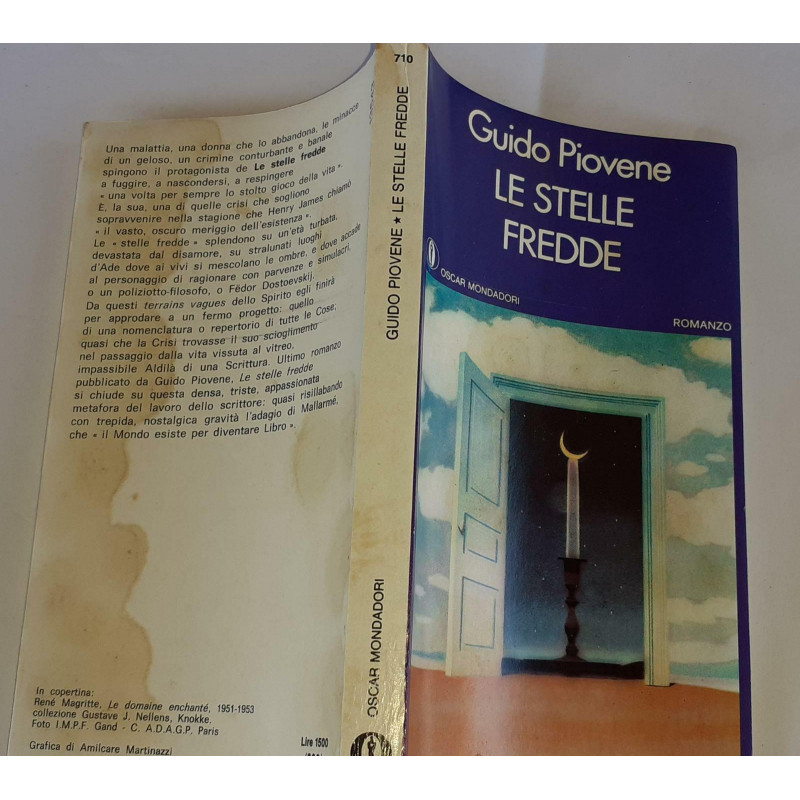 Una malattia, una donna che lo abbandona, le minacce
di un geloso, un crimine conturbante e banale
spingono il protagonista de Le stelle fredde
a fuggire, a nascondersi, a respingere
« una volta per sempre lo stolto gioco della vita ».
È, la sua, una di quelle crisi che sogliono
sopravvenire nella stagione che Henry James chiamò
« il vasto, oscuro meriggio dell'esistenza ».
Le « stelle fredde » splendono su un'età turbata,
devastata dal disamore, su stralunati luoghi
d'Ade dove ai vivi si mescolano le ombre, e dove accade
al personaggio di ragionare con parvenze e simulacri,
o un poliziotto-filosofo, o Fëdor Dostoevskij.
Da questi terrains vagues dello Spirito egli finirà
per approdare a un fermo progetto: quello
di una nomenclatura o repertorio di tutte le Cose;
quasi che la Crisi trovasse il suo scioglimento
nel passaggio dalla vita vissuta al vitreo,
impassibile Aldilà di una Scrittura. Ultimo romanzo
pubblicato da Guido Piovene, Le stelle fredde
si chiude su questa densa, triste, appassionata
metafora del lavoro dello scrittore: quasi risillabando
con trepida, nostalgica gravità l'adagio di Mallarmé,
che « il Mondo esiste per diventare Libro ».
In copertina:
René Magritte, Le domaine enchanté, 1951-1953
collezione Gustave J. Nellens, Knokke.
Foto I.M.P.F. Gand - C. A.D.A.G.P. Paris
Grafica di Amilcare Martinazzi
Lire 1500
710
GUIDO PIOVENE ★ LE STELLE FREDDE
OSCAR MONDADORI
Guido Piovene
LE STELLE
FREDDE
OSCAR MONDADORI
ROMANZO